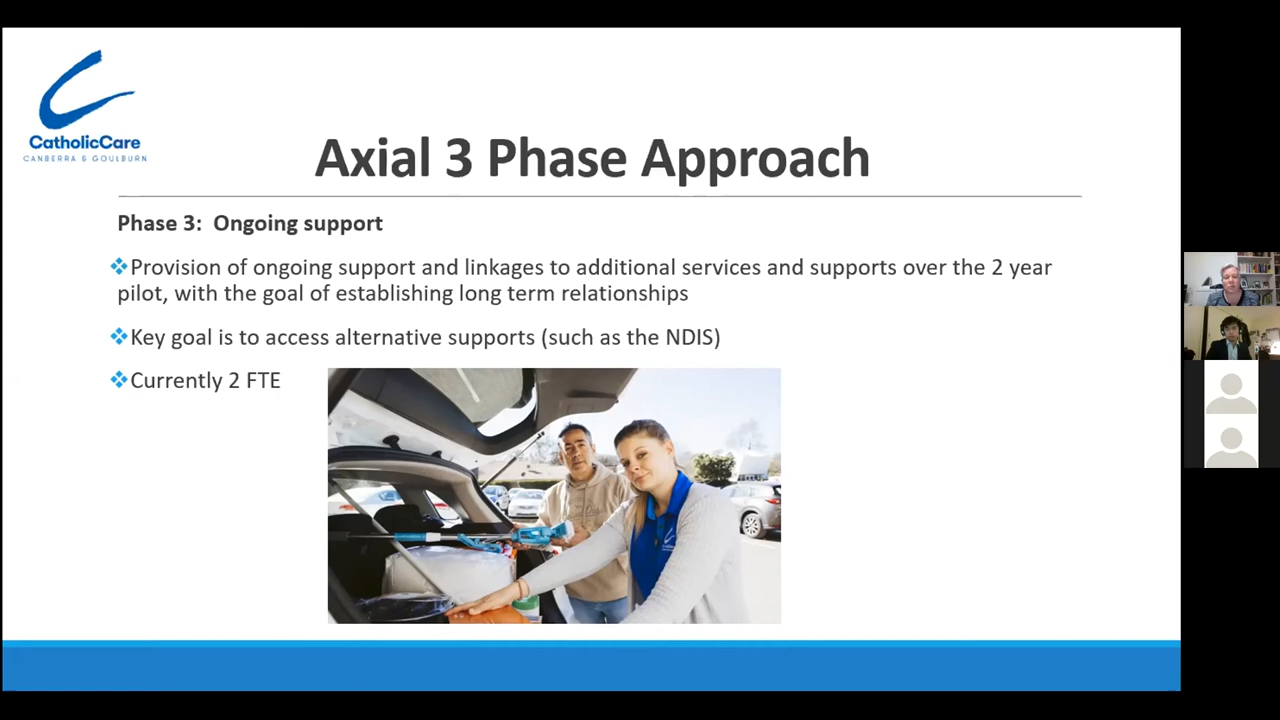 CatholicCare
CANBERRA & GOULBURN
Axial 3 Phase Approach
Phase 3: Ongoing support
❖Provision of ongoing support and linkages to additional services and supports over the 2 year
pilot, with the goal of establishing long term relationships
❖Key goal is to access alternative supports (such as the NDIS)
❖Currently 2 FTE